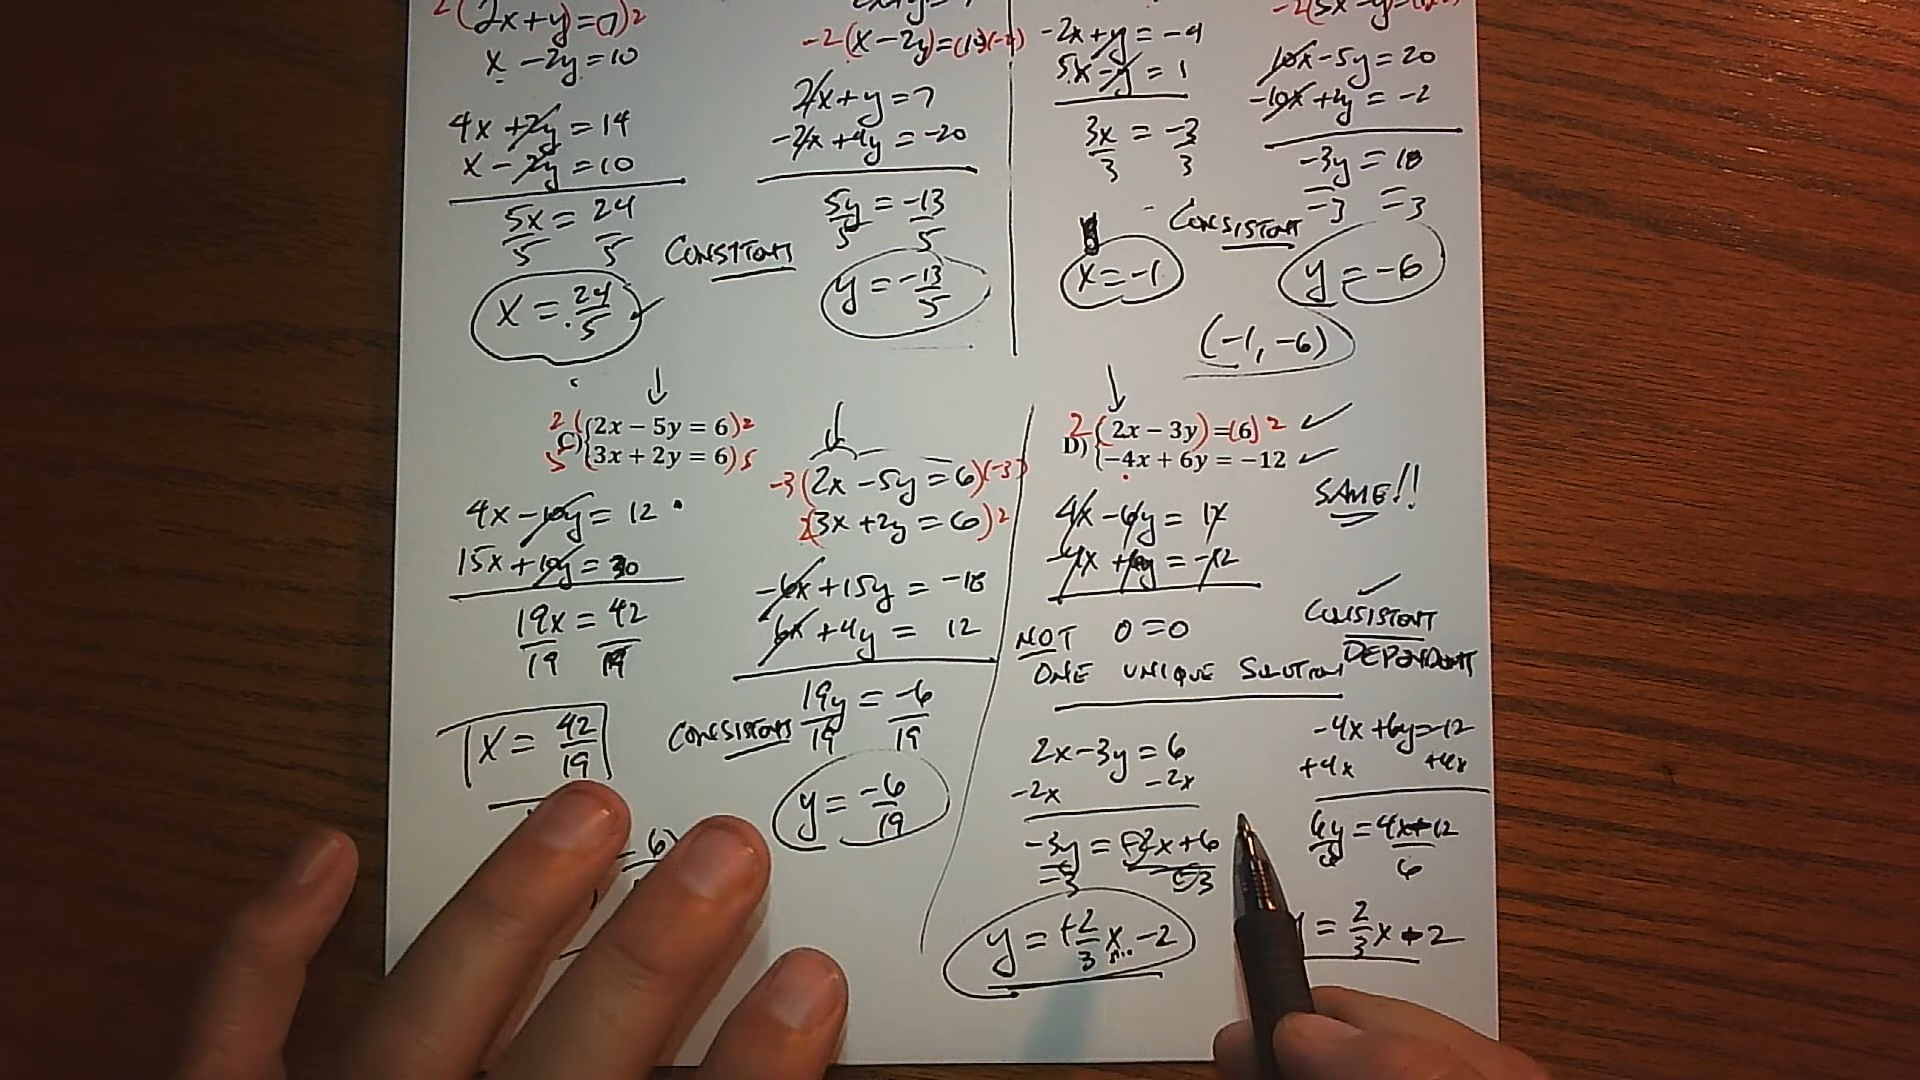 2(2x+y)=(7)2
x -2y=10
4x+2y=14
x-2y=10
5x = 24
5 5
x = 24/5
CONSISTENT
-2(x-2y)=(10)(-2)
2x+y=7
-2x+4y=-20
5y = -13
5 5
y = -13/5
-2x+y=-4
5x-y=1
3x = -3
3 3
x=-1
CONSISTENT
10x-5y=20
-10x+2y=-2
-3y=18
-3 =3
y=-6
(-1,-6)
2({2x − 5y = 6)2
C)
5({3x + 2y = 6)5
4x-10y=12
15x+10y=30
19x=42
19 19
x = 42/19
-3(2x-5y=6)(-3)
2(3x+2y=6)2
-6x+15y=-18
6x+4y= 12
19y=-6
19 19
CONSISTENT
y = -6/19
2({2x − 3y)=(6)2
D)
{−4x + 6y = −12
SAME!!
4x-6y=12
-4x+6y=-12
0=0
NOT
ONE UNIQUE SOLUTION
CONSISTENT
DEPENDENT
2x-3y=6
-2x -2x
-3y=-2x+6
-3 -3
y=+2/3x-2
-4x+6y=-12
+4x +4x
6y=4x-12
6 6
= 2/3x-2